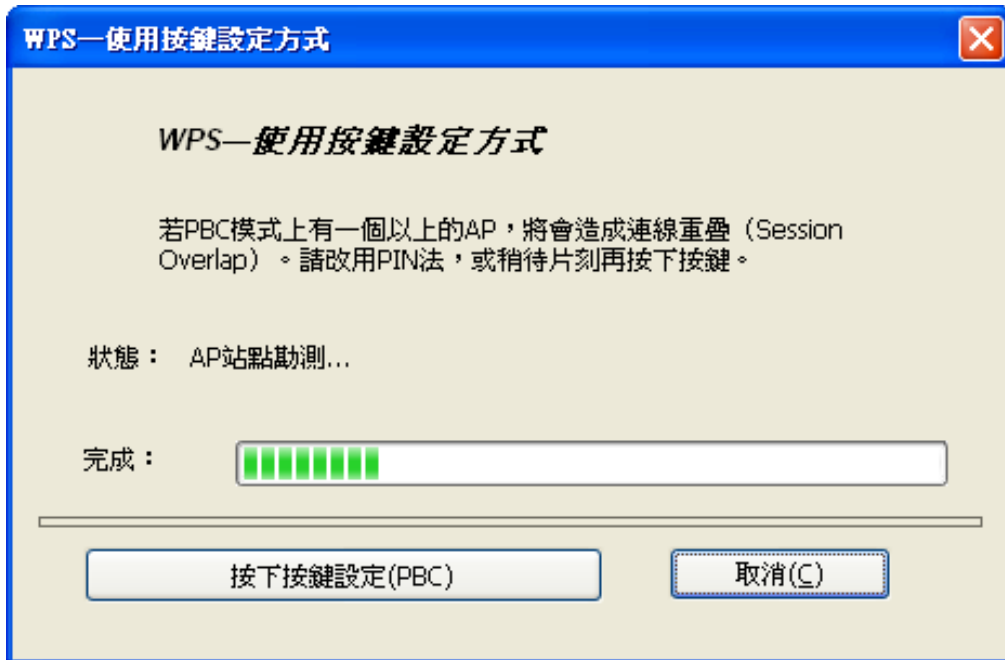 WPS—使用按鍵設定方式
WPS—使用按鍵設定方式
若PBC模式上有一個以上的AP，將會造成連線重疊（Session
Overlap）。請改用PIN法，或稍待片刻再按下按鍵。
狀態： AP站點勘測...
完成：
按下按鍵設定(PBC) 取消(C)